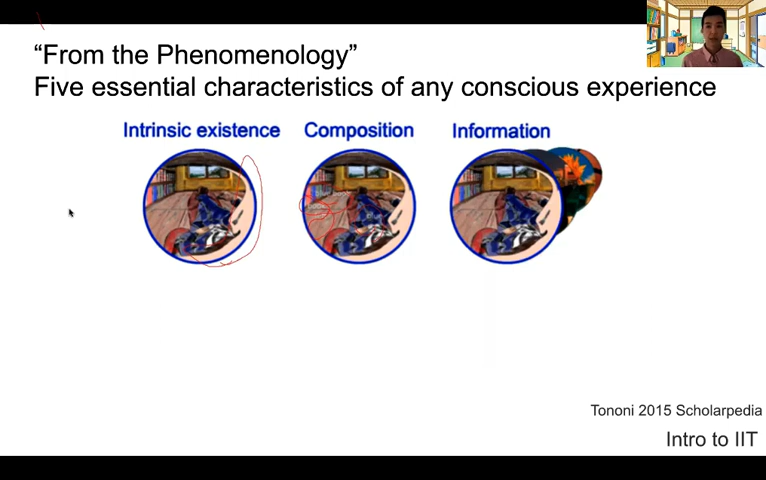 “From the Phenomenology”
Five essential characteristics of any conscious experience
Intrinsic existence Composition Information
Tononi 2015 Scholarpedia
Intro to IIT